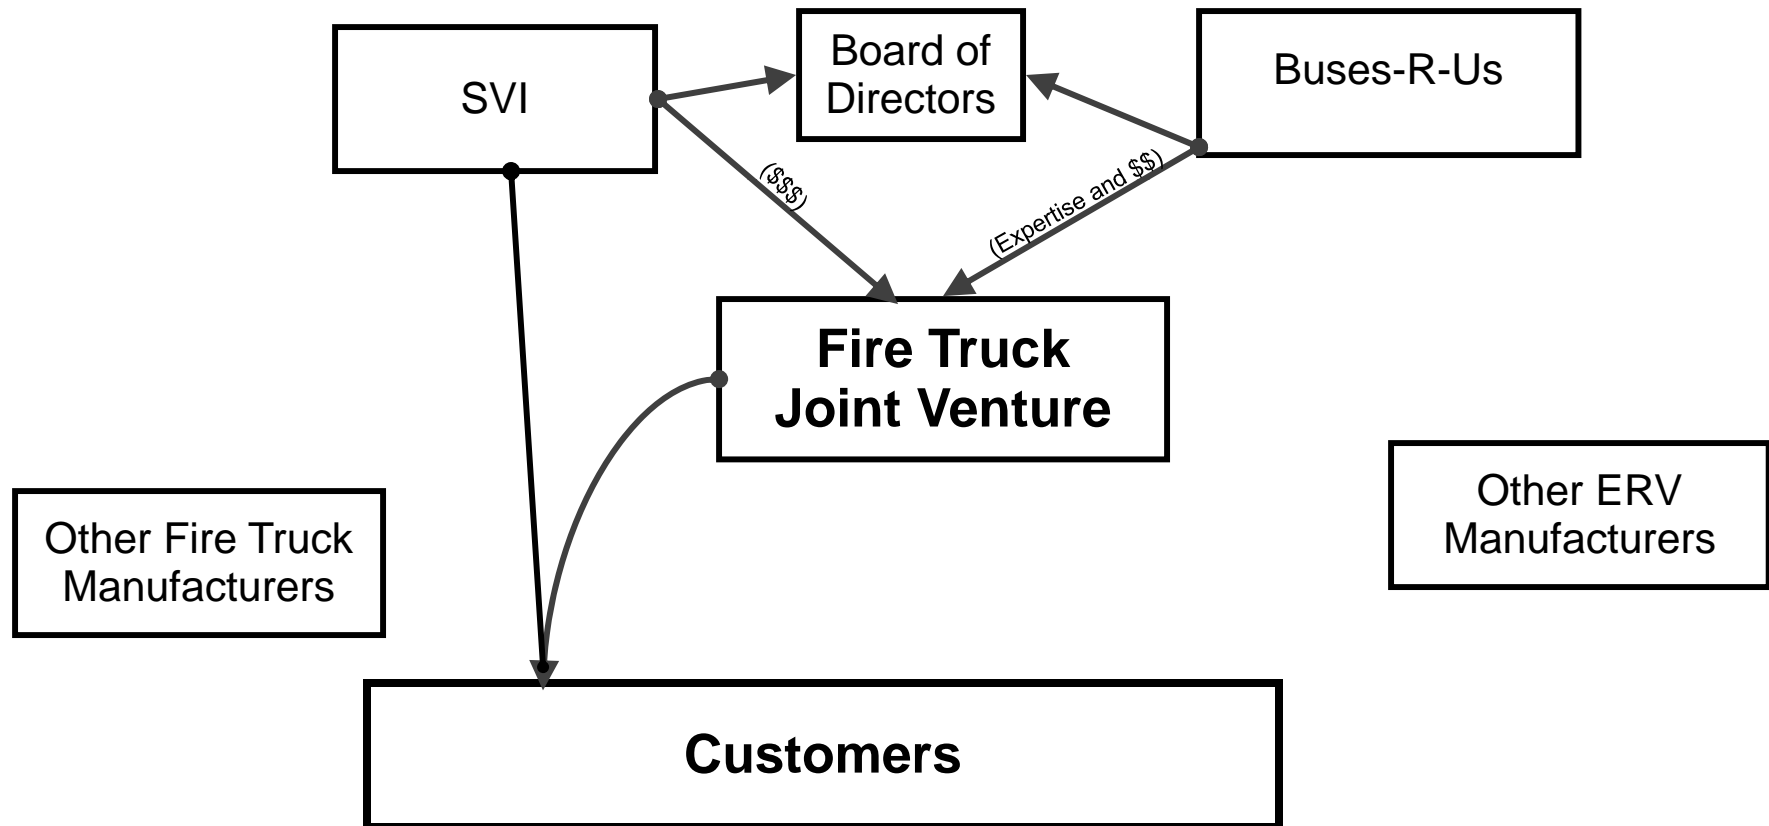 SVI
Board of
Directors
Buses-R-Us
($$$)
(Expertise and $$)
Fire Truck
Joint Venture
Other Fire Truck
Manufacturers
Other ERV
Manufacturers
Customers